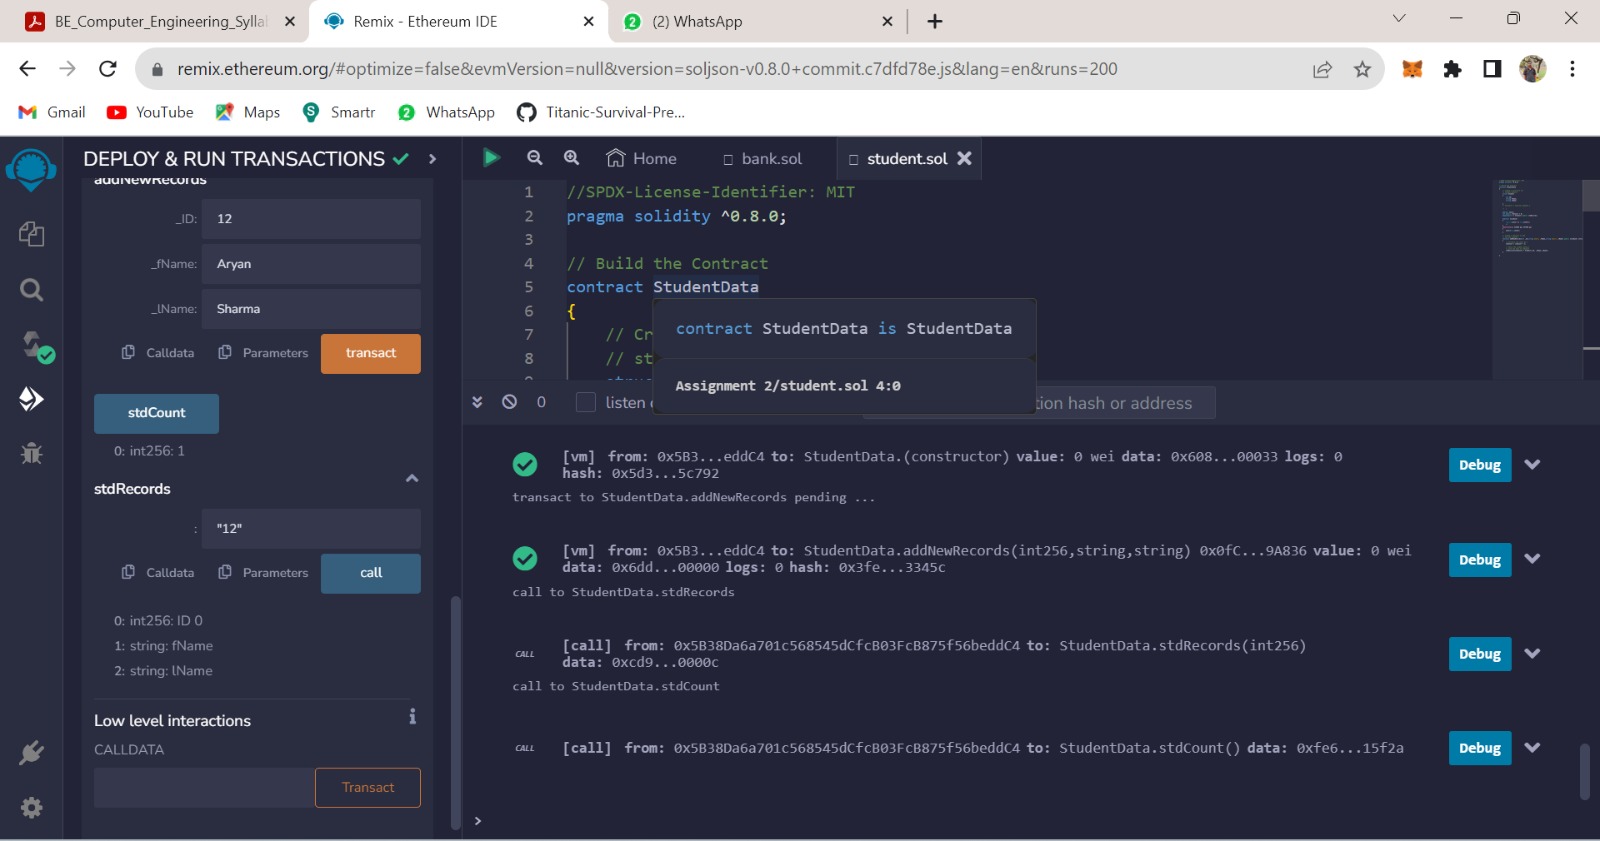 BE_Computer_Engineering_Sylla
Remix - Ethereum IDE
(2) WhatsApp
remix.ethereum.org/#optimize=false&evmVersion=null&version=soljson-v0.8.0+commit.c7dfd78e.js&lang=en&runs=200
Gmail
YouTube
Maps
Smartr
WhatsApp
Titanic-Survival-Pre...
DEPLOY & RUN TRANSACTIONS
addNewRecords
_ID:
12
_fName:
Aryan
_lName:
Sharma
Calldata
Parameters
transact
stdCount
0: int256: 1
stdRecords
:
"12"
Calldata
Parameters
call
0: int256: ID 0
1: string: fName
2: string: lName
Low level interactions
CALLDATA
Transact
Home
bank.sol
student.sol
1 //SPDX-License-Identifier: MIT
2 pragma solidity ^0.8.0;
3
4 // Build the Contract
5 contract StudentData
6 {
7 // Cr
8 // st
contract StudentData is StudentData
Assignment 2/student.sol 4:0
0
listen
tion hash or address
[vm] from: 0x5B3...eddC4 to: StudentData.(constructor) value: 0 wei data: 0x608...00033 logs: 0
hash: 0x5d3...5c792
Debug
transact to StudentData.addNewRecords pending ...
[vm] from: 0x5B3...eddC4 to: StudentData.addNewRecords(int256,string,string) 0x0fC...9A836 value: 0 wei
data: 0x6dd...00000 logs: 0 hash: 0x3fe...3345c
Debug
call to StudentData.stdRecords
CALL
[call] from: 0x5B38Da6a701c568545dCfcB03FcB875f56beddC4 to: StudentData.stdRecords(int256)
data: 0xcd9...0000c
Debug
call to StudentData.stdCount
CALL
[call] from: 0x5B38Da6a701c568545dCfcB03FcB875f56beddC4 to: StudentData.stdCount() data: 0xfe6...15f2a
Debug
>